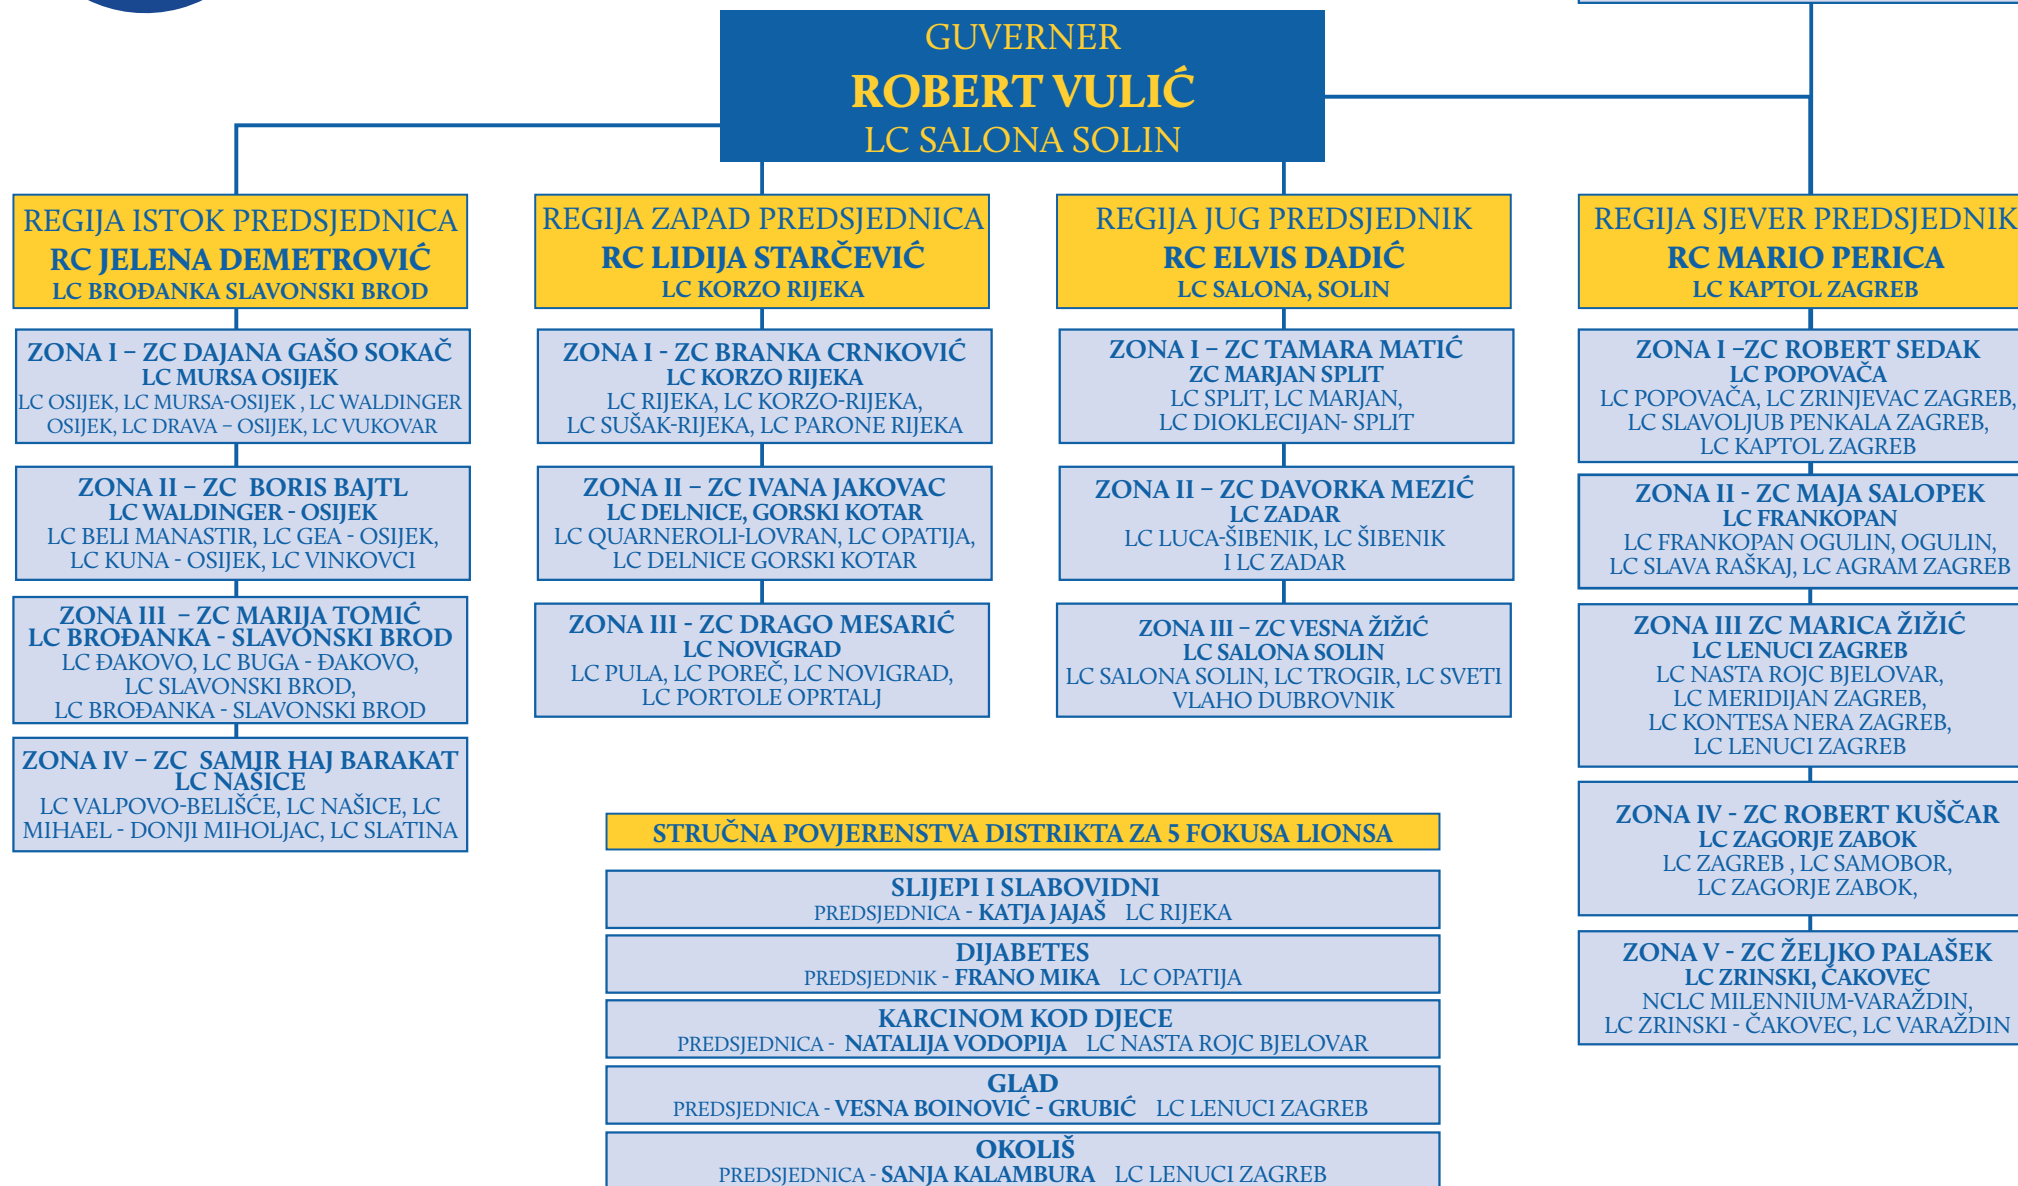 GUVERNER
ROBERT VULIĆ
LC SALONA SOLIN
REGIJA ISTOK PREDSJEDNICA
RC JELENA DEMETROVIĆ
LC BROĐANKA SLAVONSKI BROD
ZONA I – ZC DAJANA GAŠO SOKAČ
LC MURSA OSIJEK
LC OSIJEK, LC MURSA-OSIJEK , LC WALDINGER
OSIJEK, LC DRAVA – OSIJEK, LC VUKOVAR
ZONA II – ZC BORIS BAJTL
LC WALDINGER - OSIJEK
LC BELI MANASTIR, LC GEA - OSIJEK,
LC KUNA - OSIJEK, LC VINKOVCI
ZONA III – ZC MARIJA TOMIĆ
LC BROĐANKA - SLAVONSKI BROD
LC ĐAKOVO, LC BUGA - ĐAKOVO,
LC SLAVONSKI BROD,
LC BROĐANKA - SLAVONSKI BROD
ZONA IV – ZC SAMIR HAJ BARAKAT
LC NAŠICE
LC VALPOVO-BELIŠĆE, LC NAŠICE, LC
MIHAEL - DONJI MIHOLJAC, LC SLATINA
REGIJA ZAPAD PREDSJEDNICA
RC LIDIJA STARČEVIĆ
LC KORZO RIJEKA
ZONA I - ZC BRANKA CRNKOVIĆ
LC KORZO RIJEKA
LC RIJEKA, LC KORZO-RIJEKA,
LC SUŠAK-RIJEKA, LC PARONE RIJEKA
ZONA II – ZC IVANA JAKOVAC
LC DELNICE, GORSKI KOTAR
LC QUARNEROLI-LOVRAN, LC OPATIJA,
LC DELNICE GORSKI KOTAR
ZONA III - ZC DRAGO MESARIĆ
LC NOVIGRAD
LC PULA, LC POREČ, LC NOVIGRAD,
LC PORTOLE OPRTALJ
REGIJA JUG PREDSJEDNIK
RC ELVIS DADIĆ
LC SALONA, SOLIN
ZONA I – ZC TAMARA MATIĆ
ZC MARJAN SPLIT
LC SPLIT, LC MARJAN,
LC DIOKLECIJAN- SPLIT
ZONA II – ZC DAVORKA MEZIĆ
LC ZADAR
LC LUCA-ŠIBENIK, LC ŠIBENIK
I LC ZADAR
ZONA III – ZC VESNA ŽIŽIĆ
LC SALONA SOLIN
LC SALONA SOLIN, LC TROGIR, LC SVETI
VLAHO DUBROVNIK
REGIJA SJEVER PREDSJEDNIK
RC MARIO PERICA
LC KAPTOL ZAGREB
ZONA I –ZC ROBERT SEDAK
LC POPOVAČA
LC POPOVAČA, LC ZRINJEVAC ZAGREB,
LC SLAVOLJUB PENKALA ZAGREB,
LC KAPTOL ZAGREB
ZONA II - ZC MAJA SALOPEK
LC FRANKOPAN
LC FRANKOPAN OGULIN, OGULIN,
LC SLAVA RAŠKAJ, LC AGRAM ZAGREB
ZONA III ZC MARICA ŽIŽIĆ
LC LENUCI ZAGREB
LC NASTA ROJC BJELOVAR,
LC MERIDIJAN ZAGREB,
LC KONTESA NERA ZAGREB,
LC LENUCI ZAGREB
ZONA IV - ZC ROBERT KUŠČAR
LC ZAGORJE ZABOK
LC ZAGREB , LC SAMOBOR,
LC ZAGORJE ZABOK,
ZONA V - ZC ŽELJKO PALAŠEK
LC ZRINSKI, ČAKOVEC
NCLC MILENNIUM-VARAŽDIN,
LC ZRINSKI - ČAKOVEC, LC VARAŽDIN
STRUČNA POVJERENSTVA DISTRIKTA ZA 5 FOKUSA LIONSA
SLIJEPI I SLABOVIDNI
PREDSJEDNICA - KATJA JAJAŠ LC RIJEKA
DIJABETES
PREDSJEDNIK - FRANO MIKA LC OPATIJA
KARCINOM KOD DJECE
PREDSJEDNICA - NATALIJA VODOPIJA LC NASTA ROJC BJELOVAR
GLAD
PREDSJEDNICA - VESNA BOINOVIĆ - GRUBIĆ LC LENUCI ZAGREB
OKOLIŠ
PREDSJEDNICA - SANJA KALAMBURA LC LENUCI ZAGREB